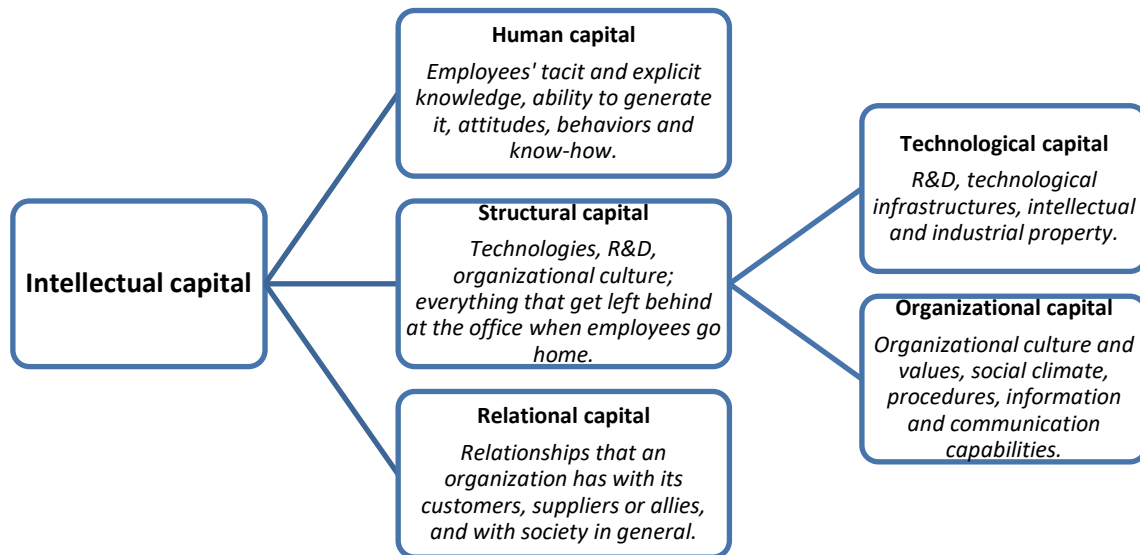 Intellectual capital
Human capital
Employees' tacit and explicit
knowledge, ability to generate
it, attitudes, behaviors and
know-how.
Structural capital
Technologies, R&D,
organizational culture;
everything that get left behind
at the office when employees go
home.
Relational capital
Relationships that an
organization has with its
customers, suppliers or allies,
and with society in general.
Technological capital
R&D, technological
infrastructures, intellectual
and industrial property.
Organizational capital
Organizational culture and
values, social climate,
procedures, information
and communication
capabilities.